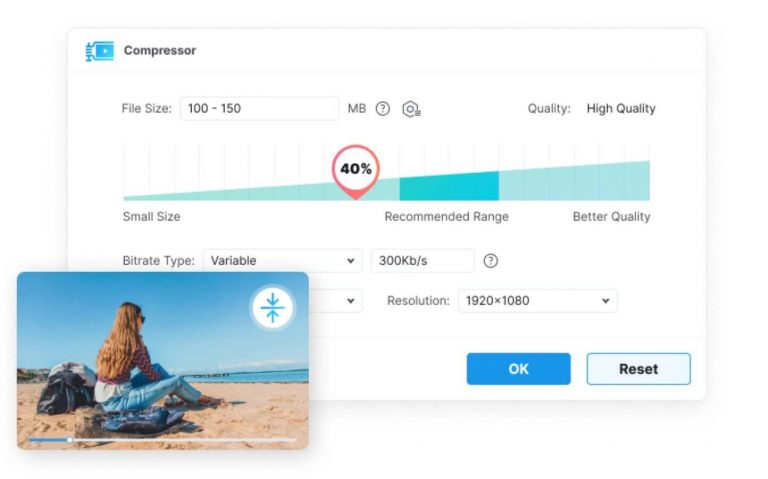 Compressor
File Size: 100 - 150 MB ? Quality: High Quality
40%
Small Size Recommended Range Better Quality
Bitrate Type: Variable 300Kb/s ?
Resolution: 1920×1080
OK Reset